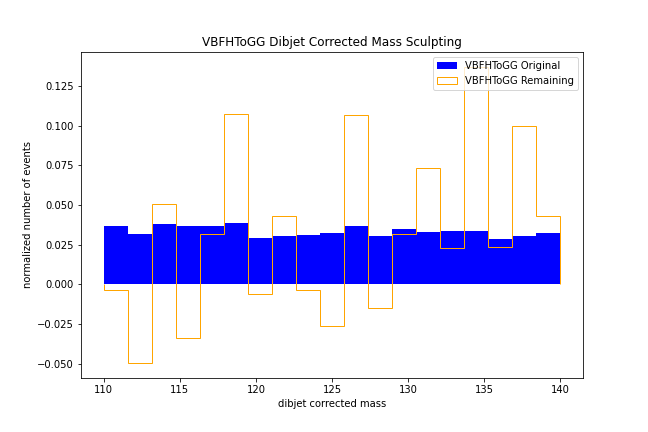 VBFHToGG Dibjet Corrected Mass Sculpting
VBFHToGG Original
VBFHToGG Remaining
normalized number of events
0.125
0.100
0.075
0.050
0.025
0.000
−0.025
−0.050
110 115 120 125 130 135 140
dibjet corrected mass